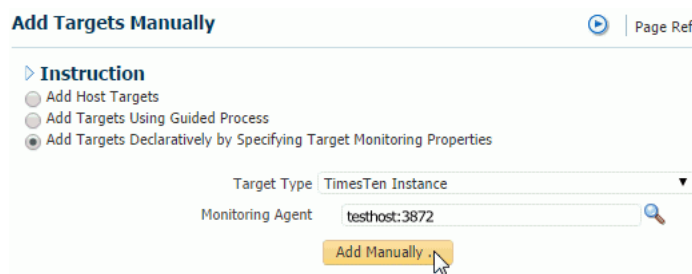 Add Targets Manually
Page Ref
Instruction
Add Host Targets
Add Targets Using Guided Process
Add Targets Declaratively by Specifying Target Monitoring Properties
Target Type TimesTen Instance
Monitoring Agent testhost:3872
Add Manually ..